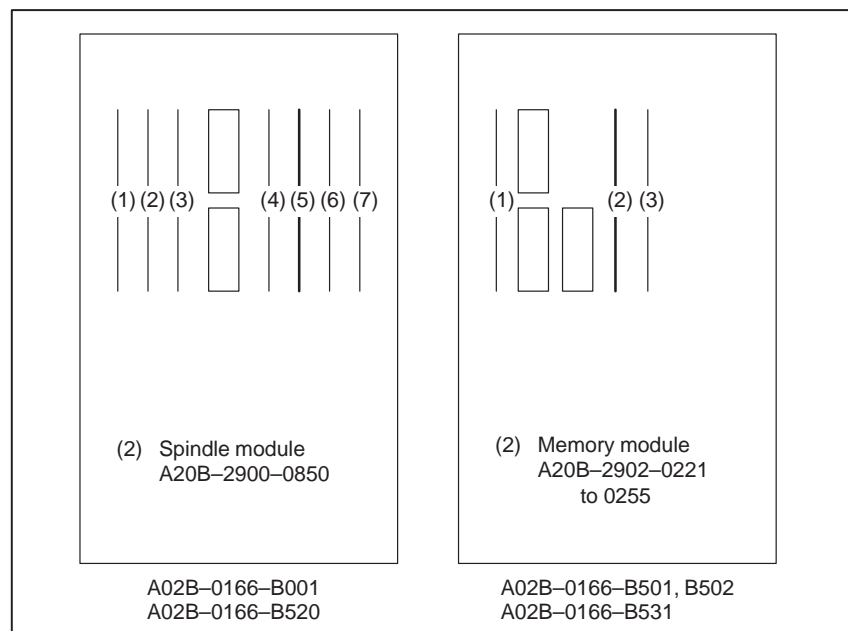 (1) (2) (3) (4) (5) (6) (7)
(2) Spindle module
A20B–2900–0850
A02B–0166–B001
A02B–0166–B520
(1) (2) (3)
(2) Memory module
A20B–2902–0221
to 0255
A02B–0166–B501, B502
A02B–0166–B531